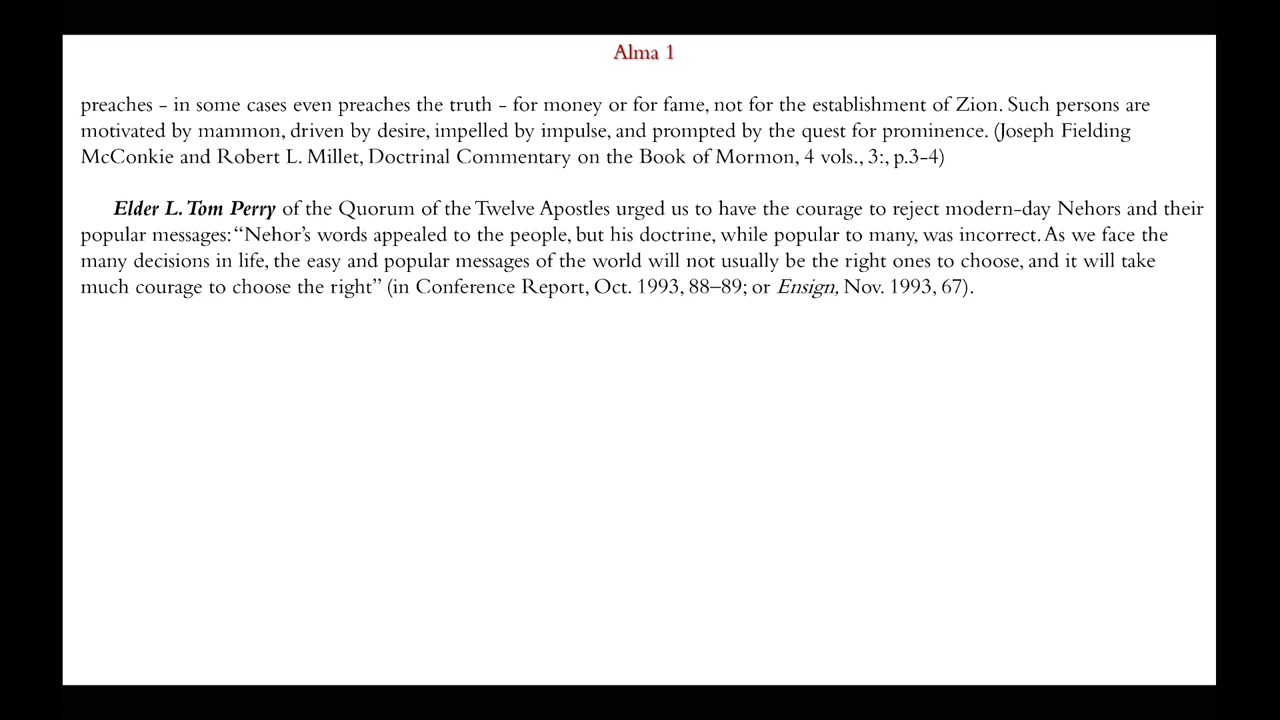 Alma 1
preaches - in some cases even preaches the truth - for money or for fame, not for the establishment of Zion. Such persons are
motivated by mammon, driven by desire, impelled by impulse, and prompted by the quest for prominence. (Joseph Fielding
McConkie and Robert L. Millet, Doctrinal Commentary on the Book of Mormon, 4 vols., 3:, p.3-4)
Elder L. Tom Perry of the Quorum of the Twelve Apostles urged us to have the courage to reject modern-day Nehors and their
popular messages: “Nehor’s words appealed to the people, but his doctrine, while popular to many, was incorrect. As we face the
many decisions in life, the easy and popular messages of the world will not usually be the right ones to choose, and it will take
much courage to choose the right” (in Conference Report, Oct. 1993, 88–89; or Ensign, Nov. 1993, 67).